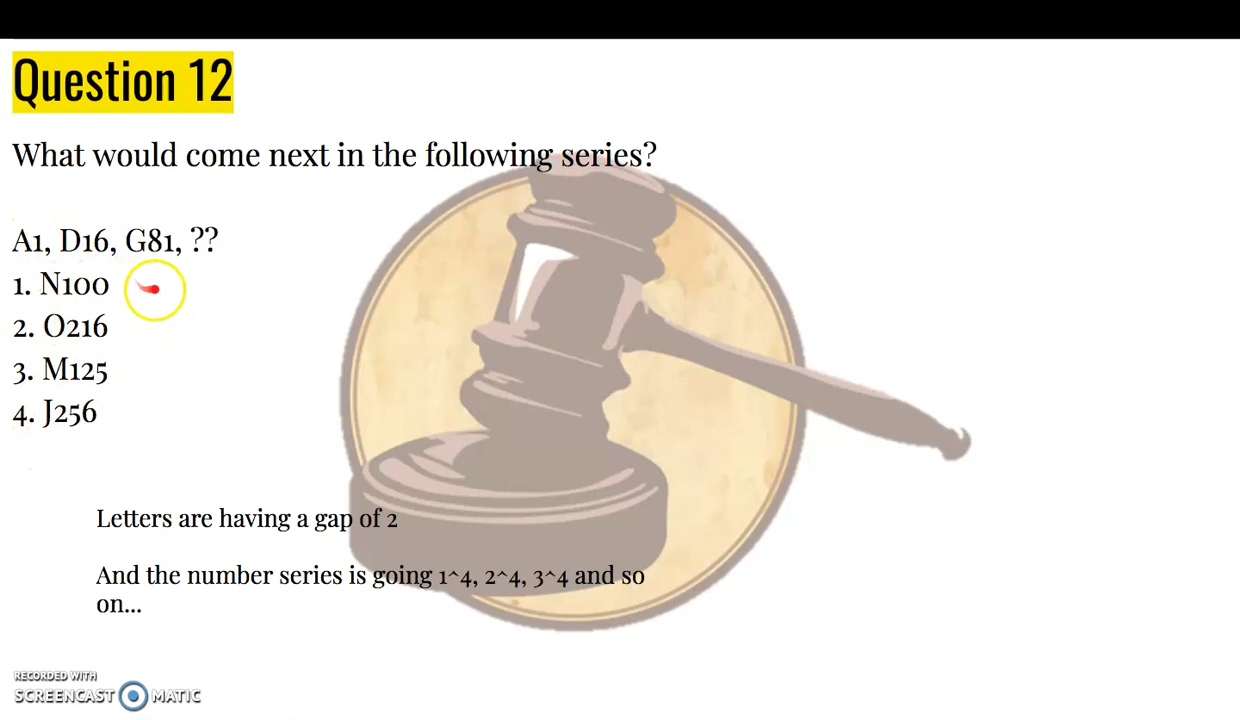 Question 12
What would come next in the following series?
A1, D16, G81, ??
1. N100
2. O216
3. M125
4. J256
Letters are having a gap of 2
And the number series is going 1^4, 2^4, 3^4 and so
on...
RECORDED WITH
SCREENCAST MATIC